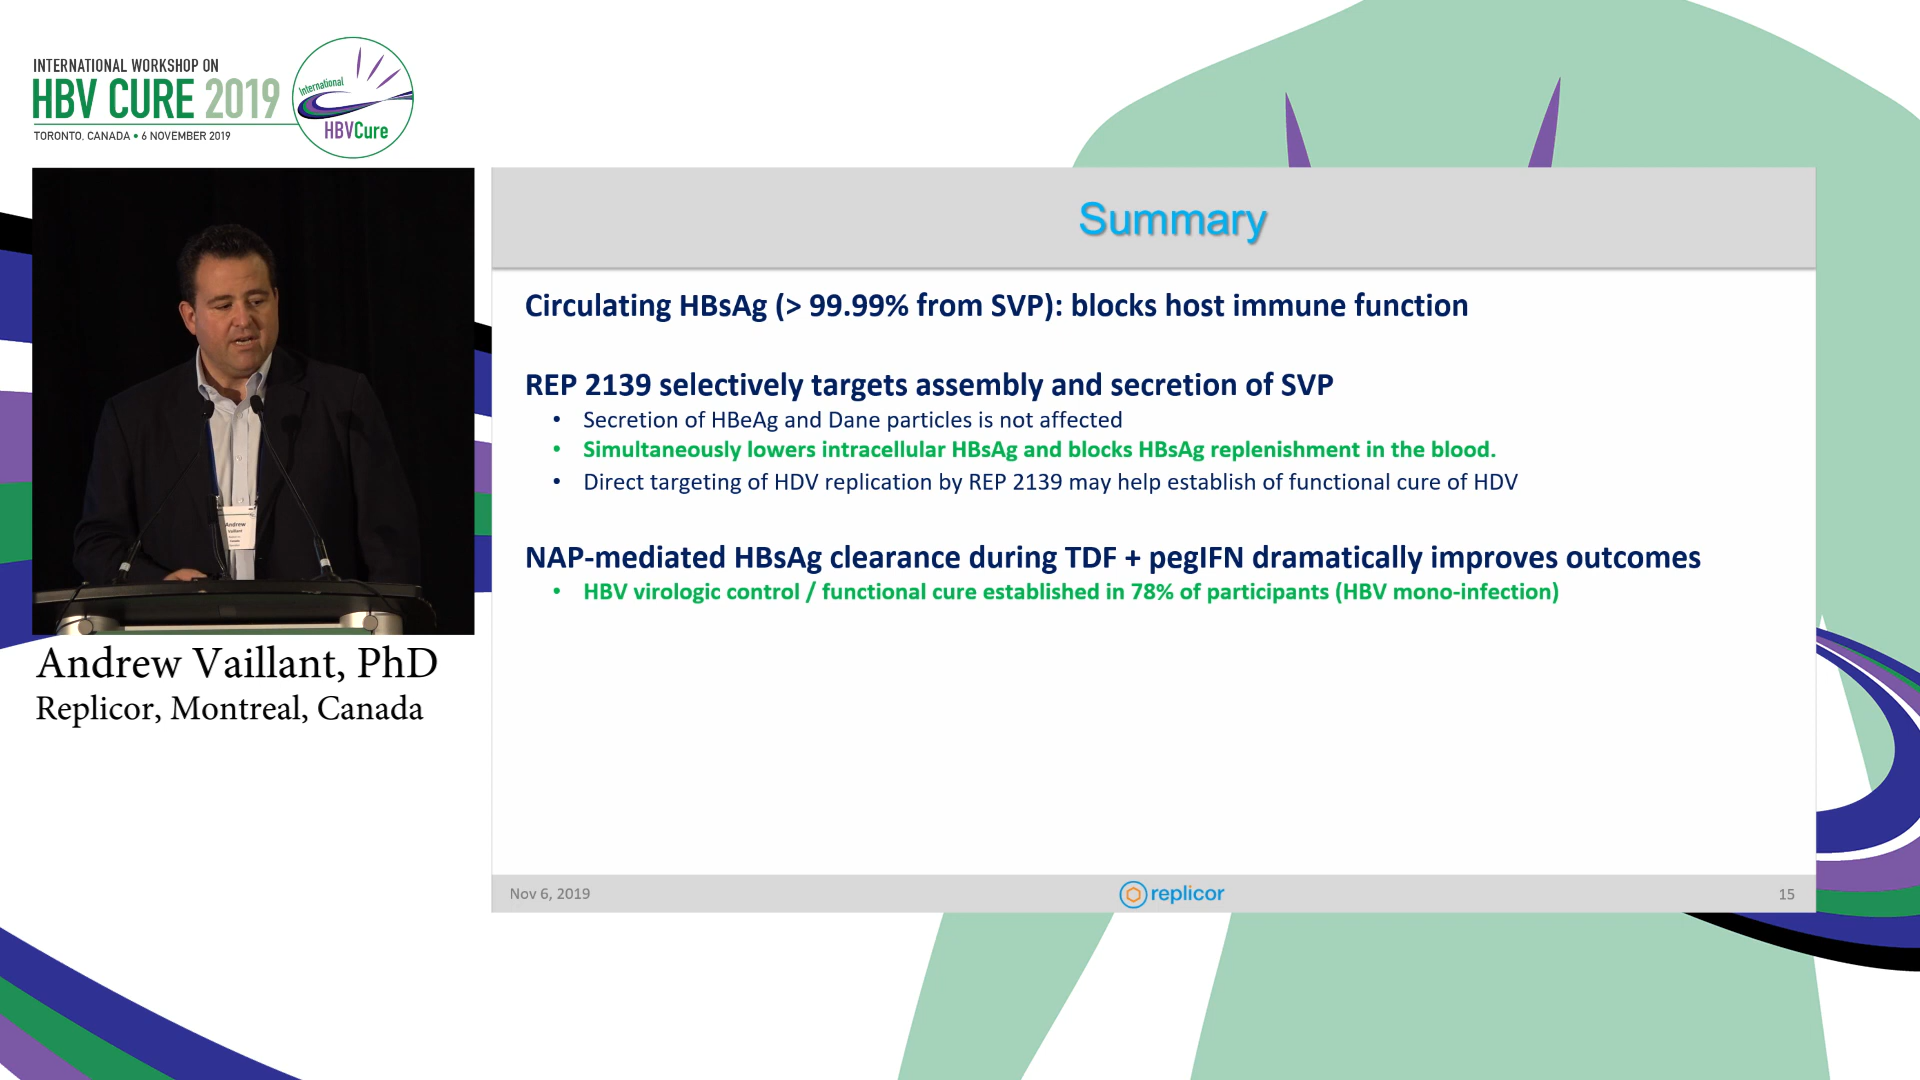 INTERNATIONAL WORKSHOP ON
HBV CURE 2019
TORONTO, CANADA • 6 NOVEMBER 2019
International
HBVCure
Andrew
Vaillant
Andrew Vaillant, PhD
Replicor, Montreal, Canada
Summary
Circulating HBsAg (> 99.99% from SVP): blocks host immune function
REP 2139 selectively targets assembly and secretion of SVP
• Secretion of HBeAg and Dane particles is not affected
• Simultaneously lowers intracellular HBsAg and blocks HBsAg replenishment in the blood.
• Direct targeting of HDV replication by REP 2139 may help establish of functional cure of HDV
NAP-mediated HBsAg clearance during TDF + pegIFN dramatically improves outcomes
• HBV virologic control / functional cure established in 78% of participants (HBV mono-infection)
Nov 6, 2019
replicor
15